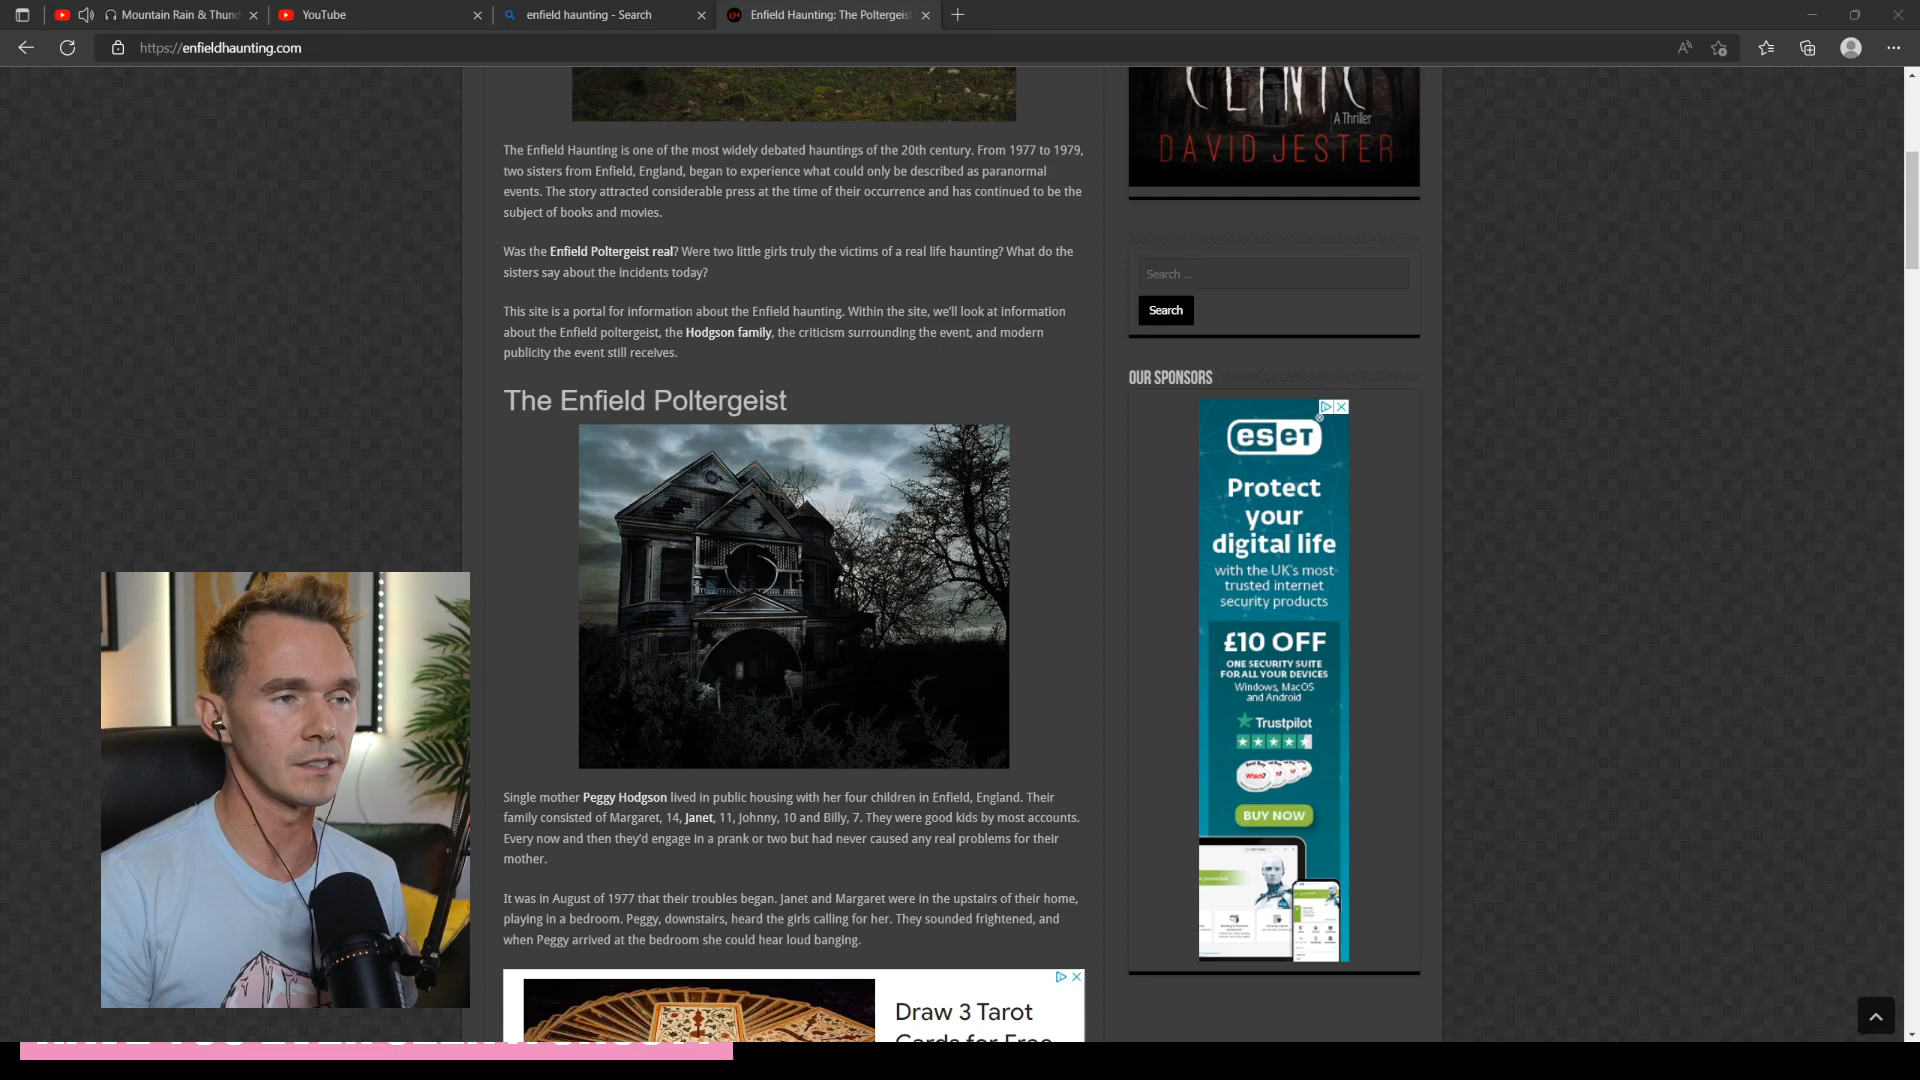 Mountain Rain & Thund
YouTube
enfield haunting - Search
EH
Enfield Haunting: The Poltergeist
https://enfieldhaunting.com
A Thriller
DAVID JESTER
The Enfield Haunting is one of the most widely debated hauntings of the 20th century. From 1977 to 1979,
two sisters from Enfield, England, began to experience what could only be described as paranormal
events. The story attracted considerable press at the time of their occurrence and has continued to be the
subject of books and movies.
Was the Enfield Poltergeist real? Were two little girls truly the victims of a real life haunting? What do the
sisters say about the incidents today?
This site is a portal for information about the Enfield haunting. Within the site, we'll look at information
about the Enfield poltergeist, the Hodgson family, the criticism surrounding the event, and modern
publicity the event still receives.
Search ...
Search
OUR SPONSORS
The Enfield Poltergeist
eset
Protect
your
digital life
with the UK's most
trusted internet
security products
£10 OFF
ONE SECURITY SUITE
FOR ALL YOUR DEVICES
Windows, MacOS
and Android
Trustpilot
BUY NOW
Single mother Peggy Hodgson lived in public housing with her four children in Enfield, England. Their
family consisted of Margaret, 14, Janet, 11, Johnny, 10 and Billy, 7. They were good kids by most accounts.
Every now and then they'd engage in a prank or two but had never caused any real problems for their
mother.
It was in August of 1977 that their troubles began. Janet and Margaret were in the upstairs of their home,
playing in a bedroom. Peggy, downstairs, heard the girls calling for her. They sounded frightened, and
when Peggy arrived at the bedroom she could hear loud banging.
Draw 3 Tarot
Cards for Free